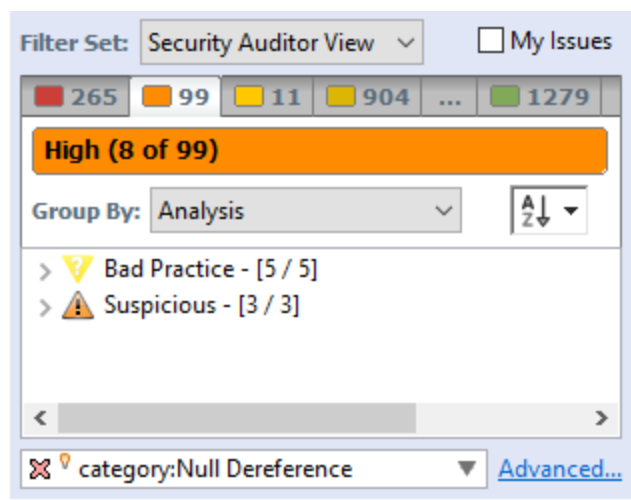 Filter Set: Security Auditor View My Issues
265 99 11 904 ... 1279
High (8 of 99)
Group By: Analysis A Z
Bad Practice - [5 / 5]
Suspicious - [3 / 3]
category:Null Dereference Advanced...